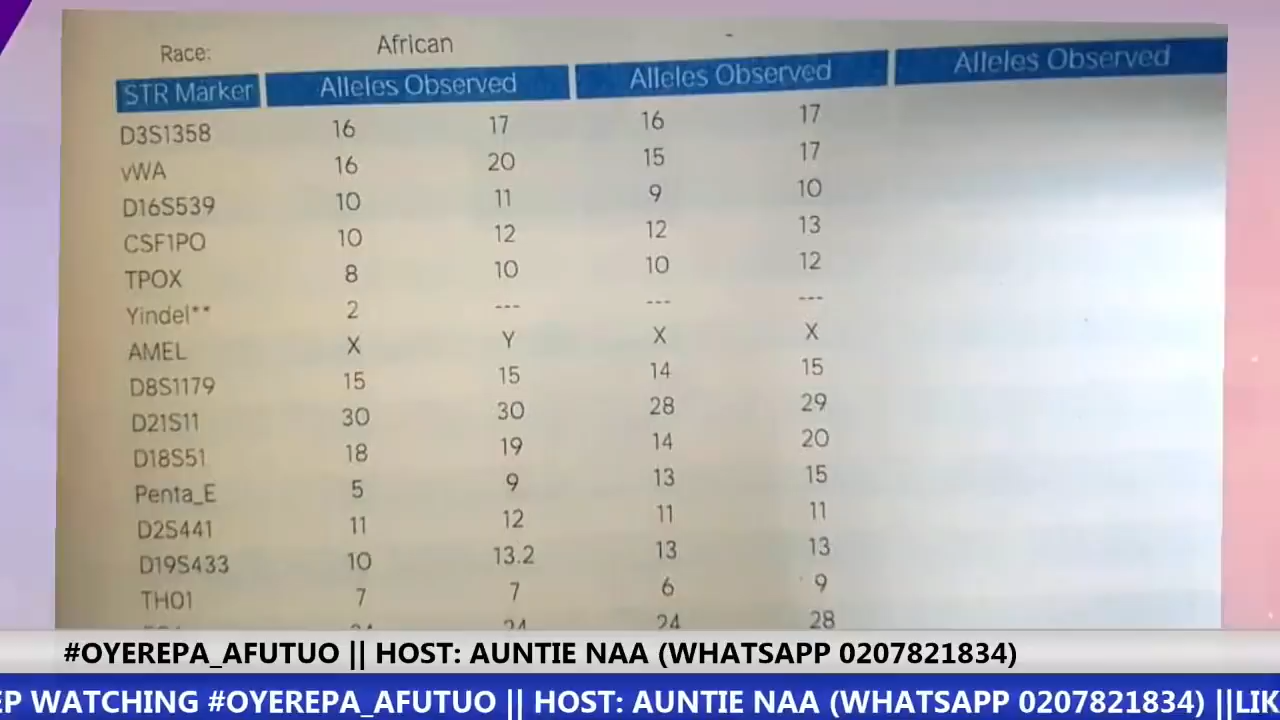 Race: African -
STR Marker Alleles Observed Alleles Observed Alleles Observed
D3S1358 16 17 16 17
vWA 16 20 15 17
D16S539 10 11 9 10
CSF1PO 10 12 12 13
TPOX 8 10 10 12
Yindel** 2 --- --- ---
AMEL X Y X X
D8S1179 15 15 14 15
D21S11 30 30 28 29
D18S51 18 19 14 20
Penta_E 5 9 13 15
D2S441 11 12 11 11
D19S433 10 13.2 13 13
TH01 7 7 6 9
24 28
#OYEREPA_AFUTUO || HOST: AUNTIE NAA (WHATSAPP 0207821834)
WATCHING #OYEREPA_AFUTUO || HOST: AUNTIE NAA (WHATSAPP 0207821834) ||